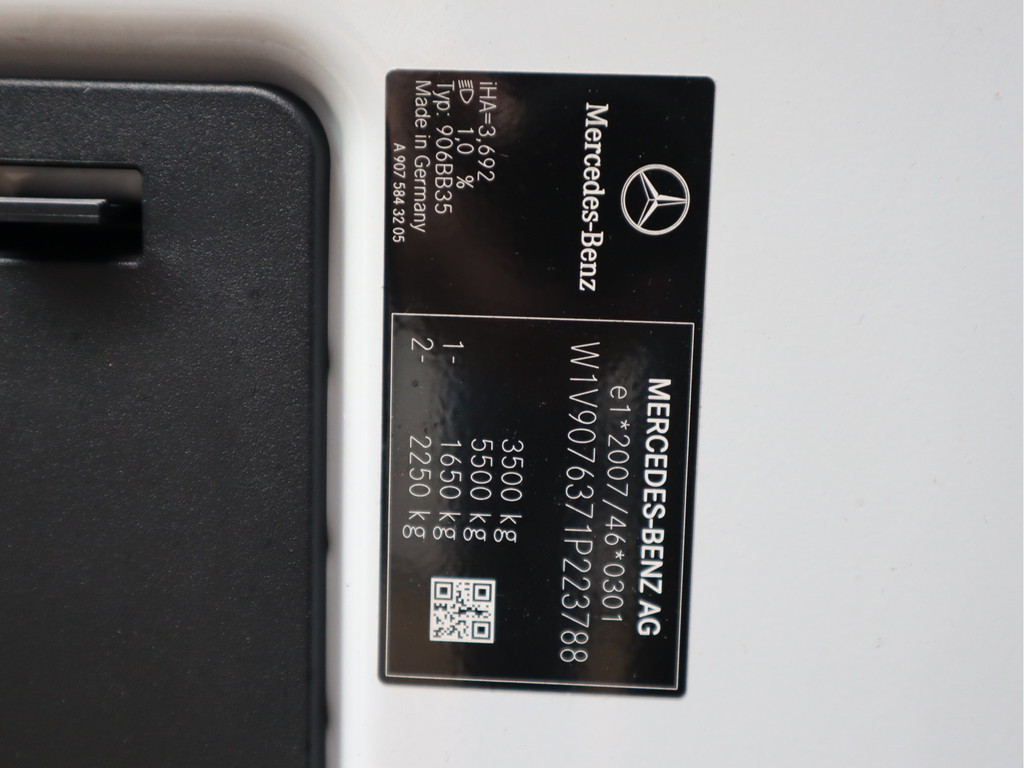 Mercedes-Benz
iHA=3,692
1,0 %
Typ: 906BB35
Made in Germany
A 907 584 32 05
MERCEDES-BENZ AG
e1*2007/46*0301
W1V9076371P223788
3500 kg
5500 kg
1- 1650 kg
2- 2250 kg